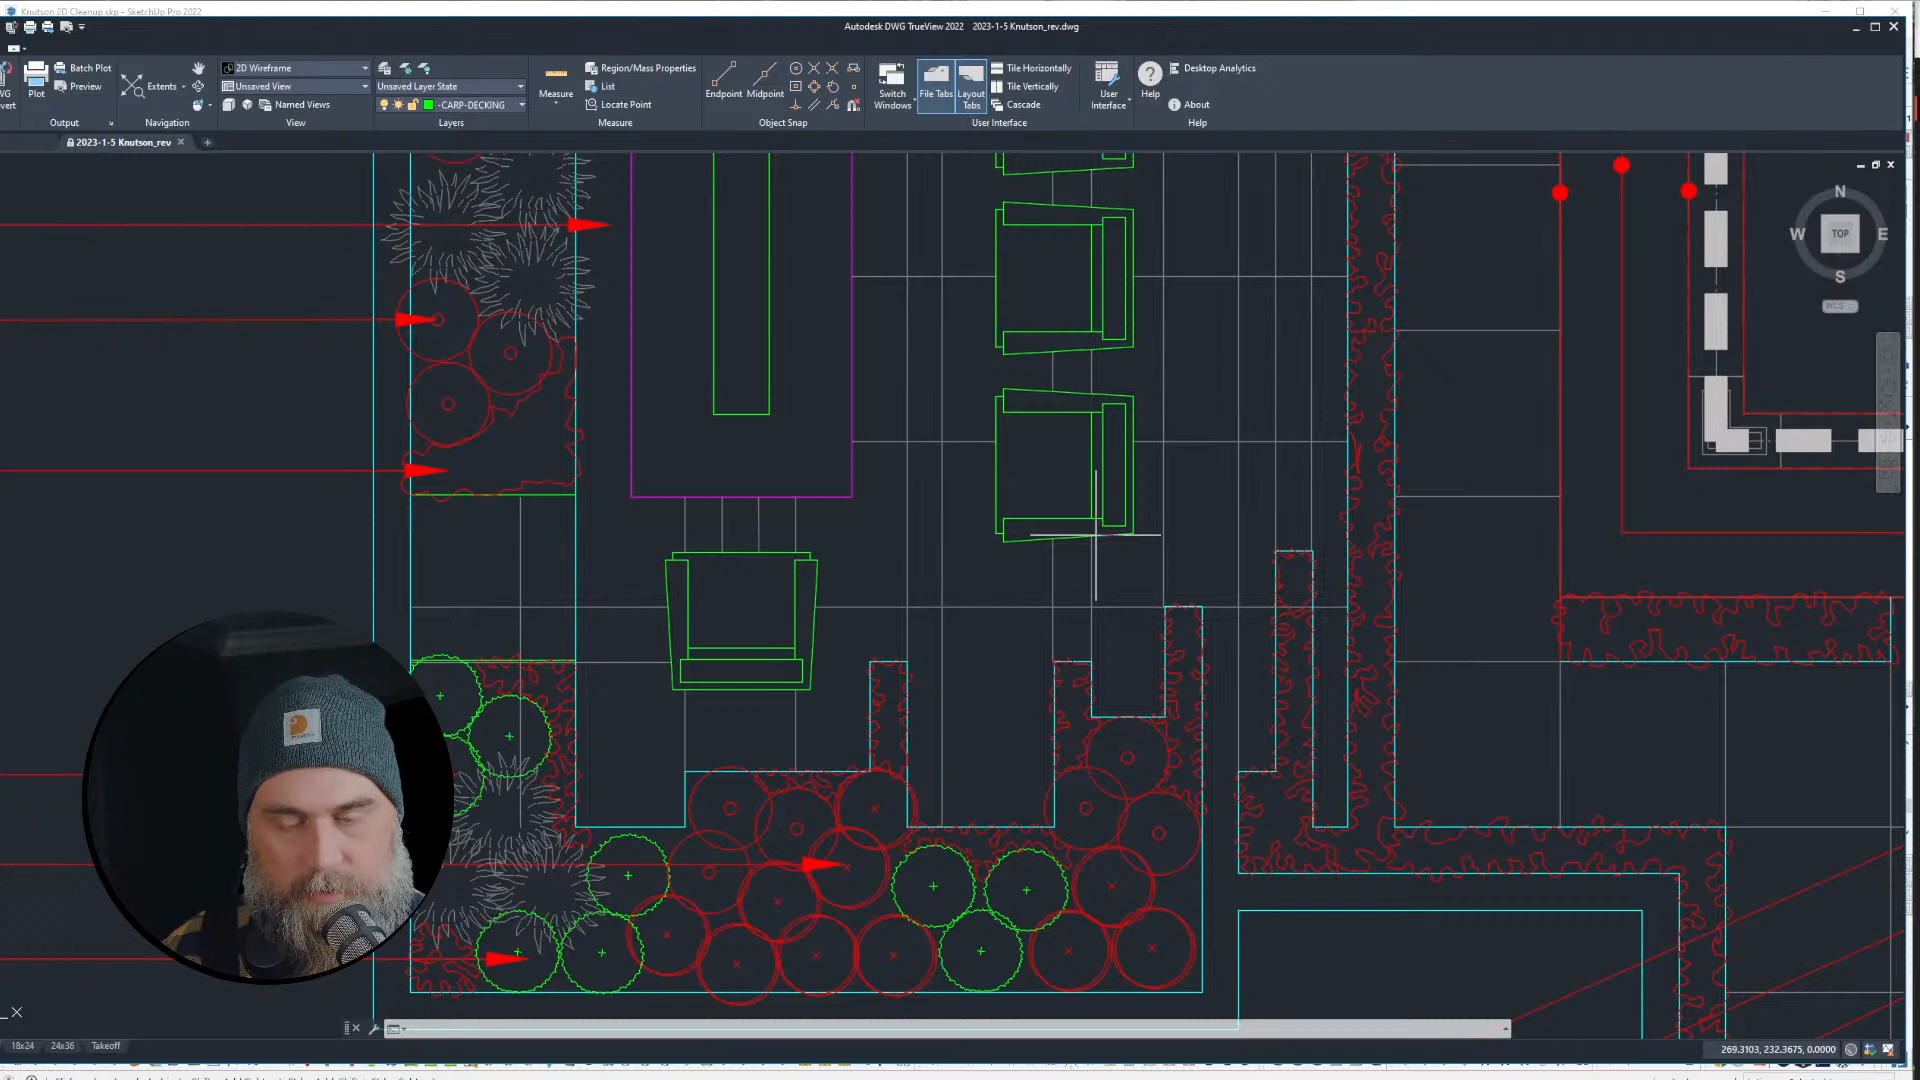 Knutson 2D Cleanup.skp - SketchUp Pro 2022
Autodesk DWG TrueView 2022 2023-1-5 Knutson_rev.dwg
Batch Plot
Preview
Plot
Output
Extents
Navigation
2D Wireframe
Unsaved View
Named Views
View
Unsaved Layer State
-CARP-DECKING
Layers
Measure
Region/Mass Properties
List
Locate Point
Measure
Endpoint
Midpoint
Object Snap
Switch Windows
File Tabs
Layout Tabs
Tile Horizontally
Tile Vertically
Cascade
User Interface
User Interface
Help
Desktop Analytics
About
Help
2023-1-5 Knutson_rev
N
W
TOP
E
S
WCS
carhartt
X
18x24
24x36
Takeoff
269.3103, 232.3675, 0.0000